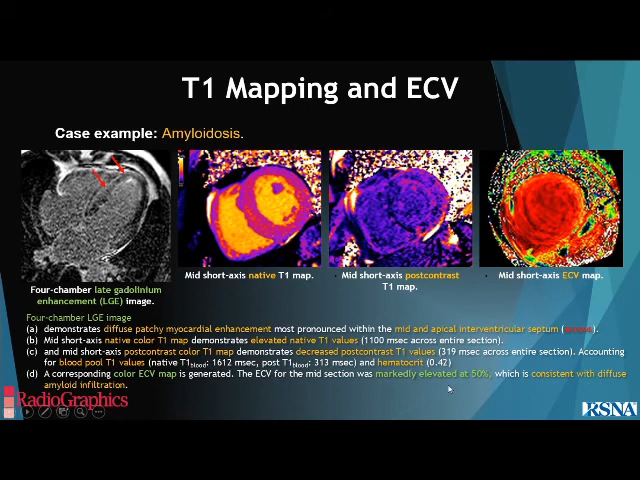 T1 Mapping and ECV
Case example: Amyloidosis.
Four-chamber late gadolinium
enhancement (LGE) image.
Mid short-axis native T1 map.
Mid short-axis postcontrast
T1 map.
Mid short-axis ECV map.
Four-chamber LGE image
(a) demonstrates diffuse patchy myocardial enhancement most pronounced within the mid and apical interventricular septum (arrows).
(b) Mid short-axis native color T1 map demonstrates elevated native T1 values (1100 msec across entire section).
(c) and mid short-axis postcontrast color T1 map demonstrates decreased postcontrast T1 values (319 msec across entire section). Accounting
for blood pool T1 values (native T1blood: 1612 msec, post T1blood: 313 msec) and hematocrit (0.42)
(d) A corresponding color ECV map is generated. The ECV for the mid section was markedly elevated at 50%, which is consistent with diffuse
amyloid infiltration.
RadioGraphics
RSNA